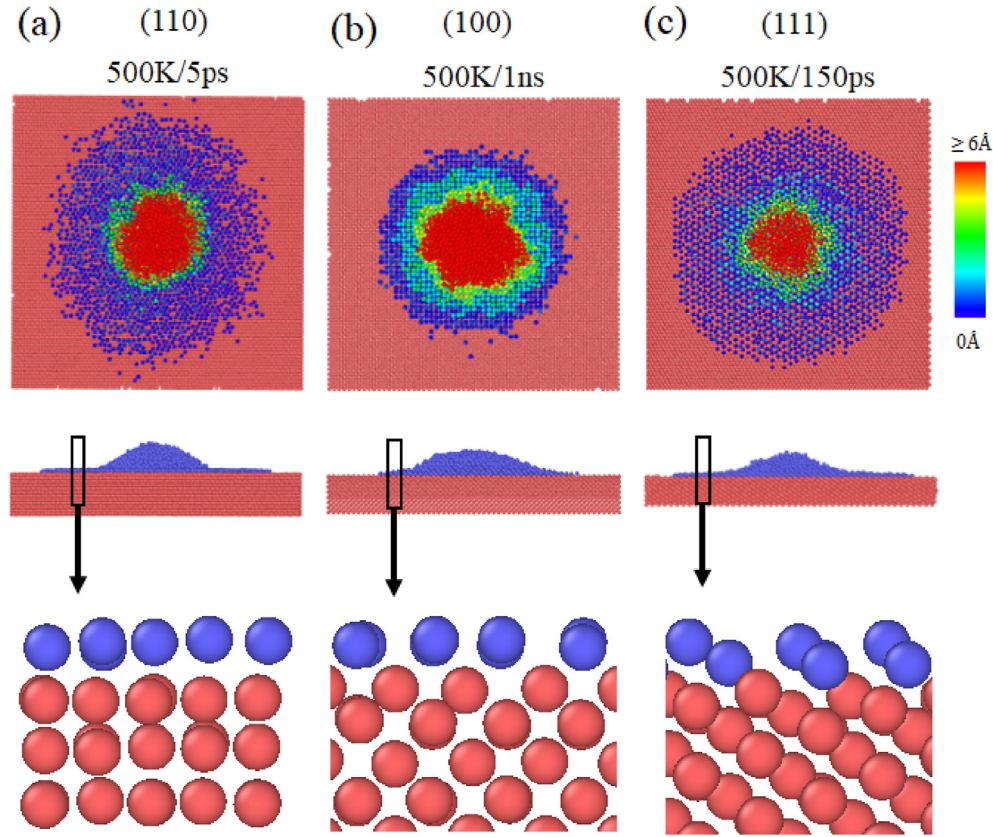 (a) (110)
500K/5ps
(b) (100)
500K/1ns
(c) (111)
500K/150ps
≥ 6Å
0Å